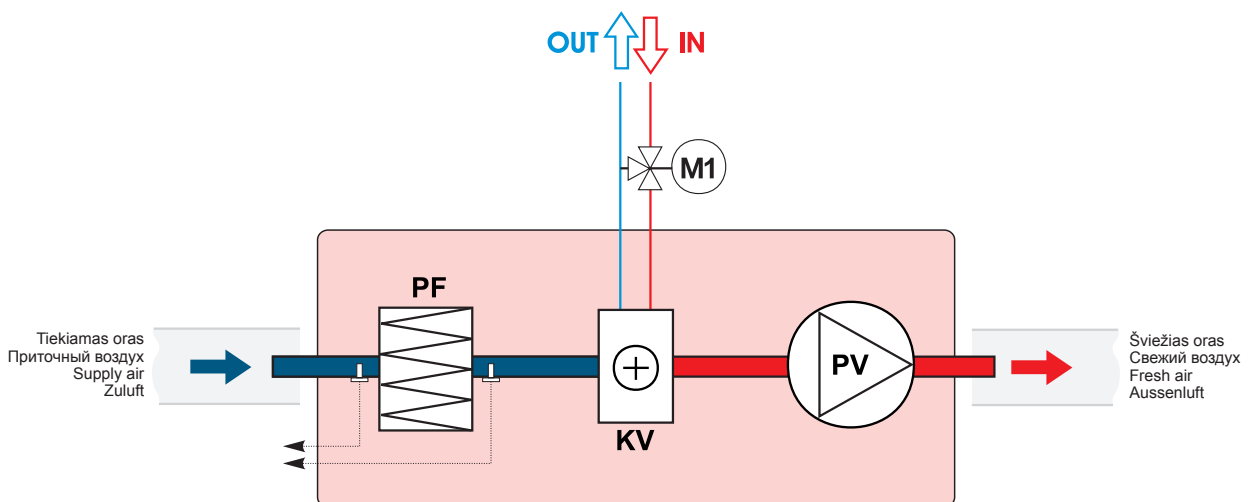 OUT IN
M1
PF
Tiekiamas oras
Приточный воздух
Supply air
Zuluft
PV
Šviežias oras
Свежий воздух
Fresh air
Aussenluft
KV